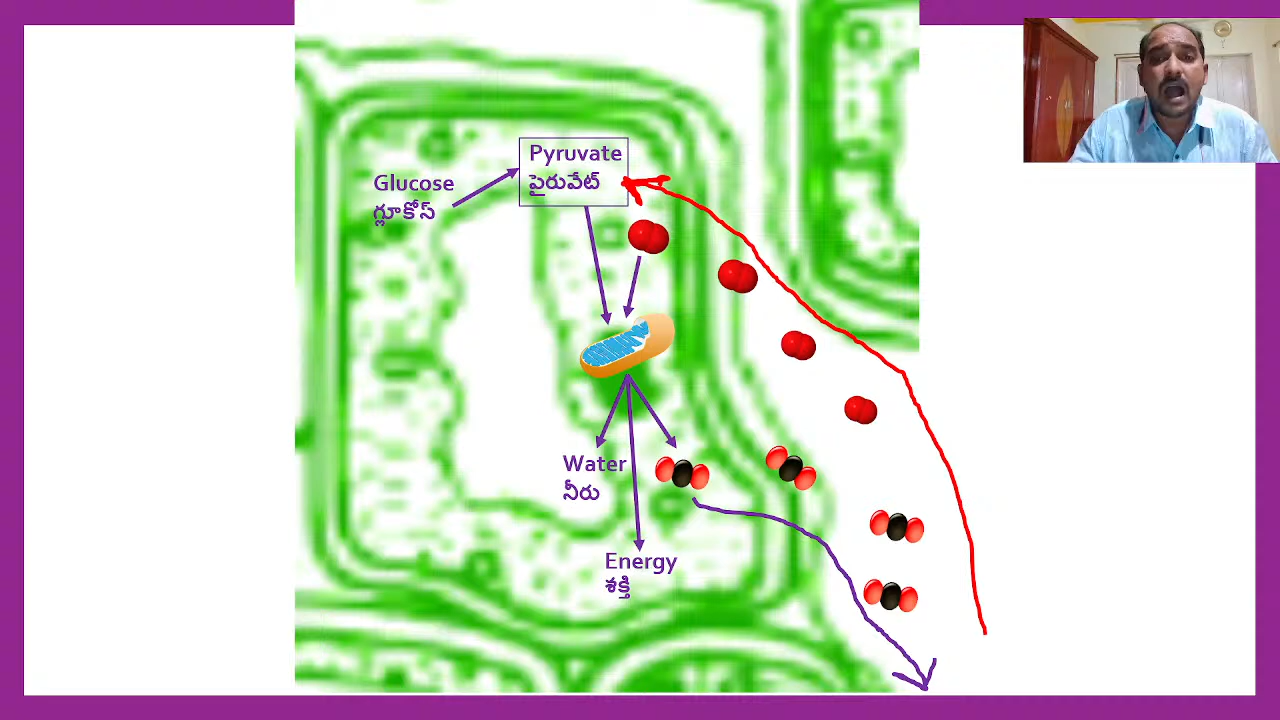 Pyruvate
పైరువేట్
Glucose
గ్లూకోస్
Water
నీరు
Energy
శక్తి